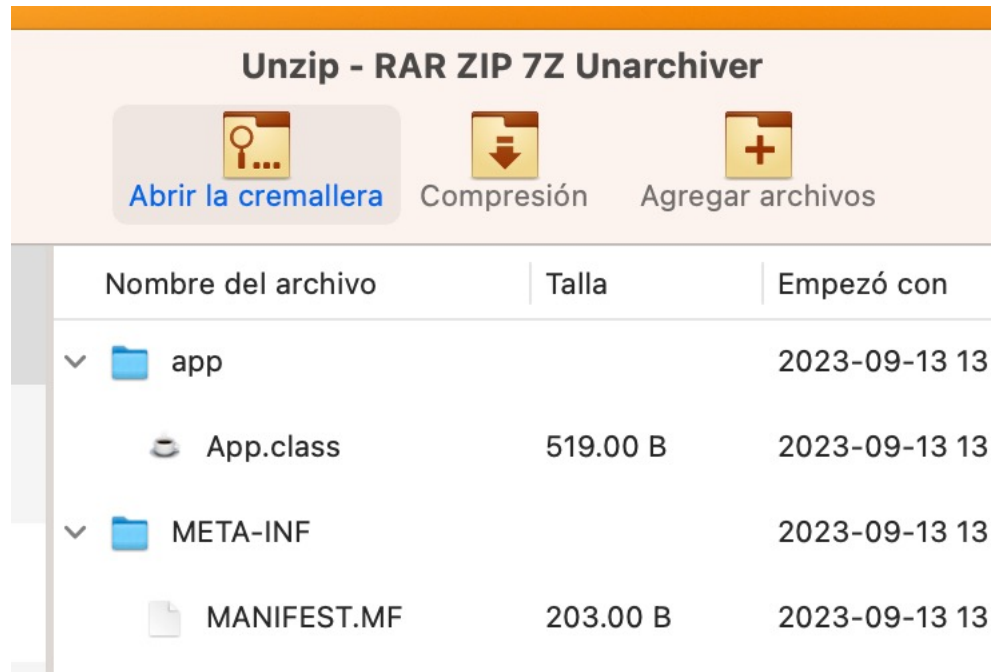 Unzip - RAR ZIP 7Z Unarchiver
Abrir la cremallera Compresión Agregar archivos
Nombre del archivo Talla Empezó con
app 2023-09-13 13
App.class 519.00 B 2023-09-13 13
META-INF 2023-09-13 13
MANIFEST.MF 203.00 B 2023-09-13 13